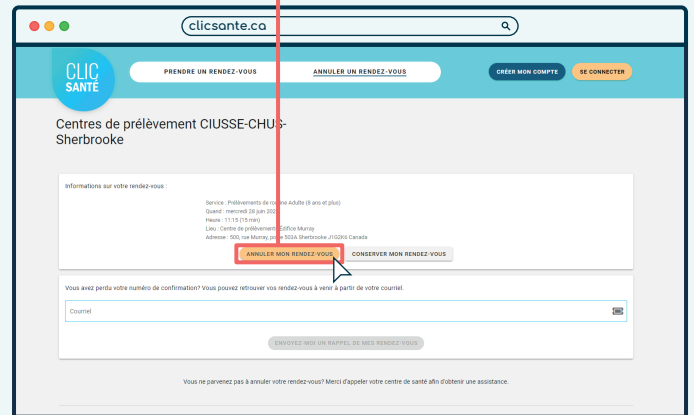 clicsante.ca
CLIC
SANTÉ
PRENDRE UN RENDEZ-VOUS
ANNULER UN RENDEZ-VOUS
CRÉER MON COMPTE
SE CONNECTER
Centres de prélèvement CIUSSE-CHUS-
Sherbrooke
Informations sur votre rendez-vous :
Service : Prélèvements de routine Adulte (8 ans et plus)
Quand : mercredi 28 juin
Heure : 11:15 (15 min)
Lieu : Centre de prélèvement Édifice Murray
Adresse : 500, rue Murray, porte 503A Sherbrooke J1G2K6 Canada
ANNULER MON RENDEZ-VOUS
CONSERVER MON RENDEZ-VOUS
Vous avez perdu votre numéro de confirmation? Vous pouvez retrouver vos rendez-vous à venir à partir de votre courriel.
Courriel
ENVOYEZ-MOI UN RAPPEL DE MES RENDEZ-VOUS
Vous ne parvenez pas à annuler votre rendez-vous? Merci d'appeler votre centre de santé afin d'obtenir une assistance.